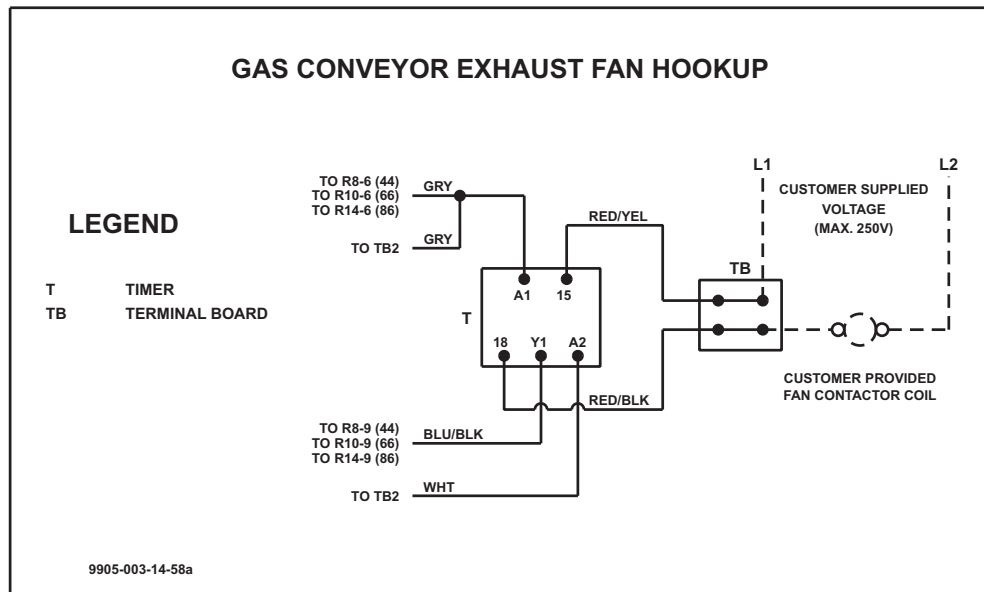 GAS CONVEYOR EXHAUST FAN HOOKUP
LEGEND
T TIMER
TB TERMINAL BOARD
TO R8-6 (44)
TO R10-6 (66)
TO R14-6 (86)
GRY
TO TB2
GRY
RED/YEL
L1
L2
CUSTOMER SUPPLIED
VOLTAGE
(MAX. 250V)
TB
A1
15
T
18
Y1
A2
CUSTOMER PROVIDED
FAN CONTACTOR COIL
RED/BLK
TO R8-9 (44)
TO R10-9 (66)
TO R14-9 (86)
BLU/BLK
TO TB2
WHT
9905-003-14-58a